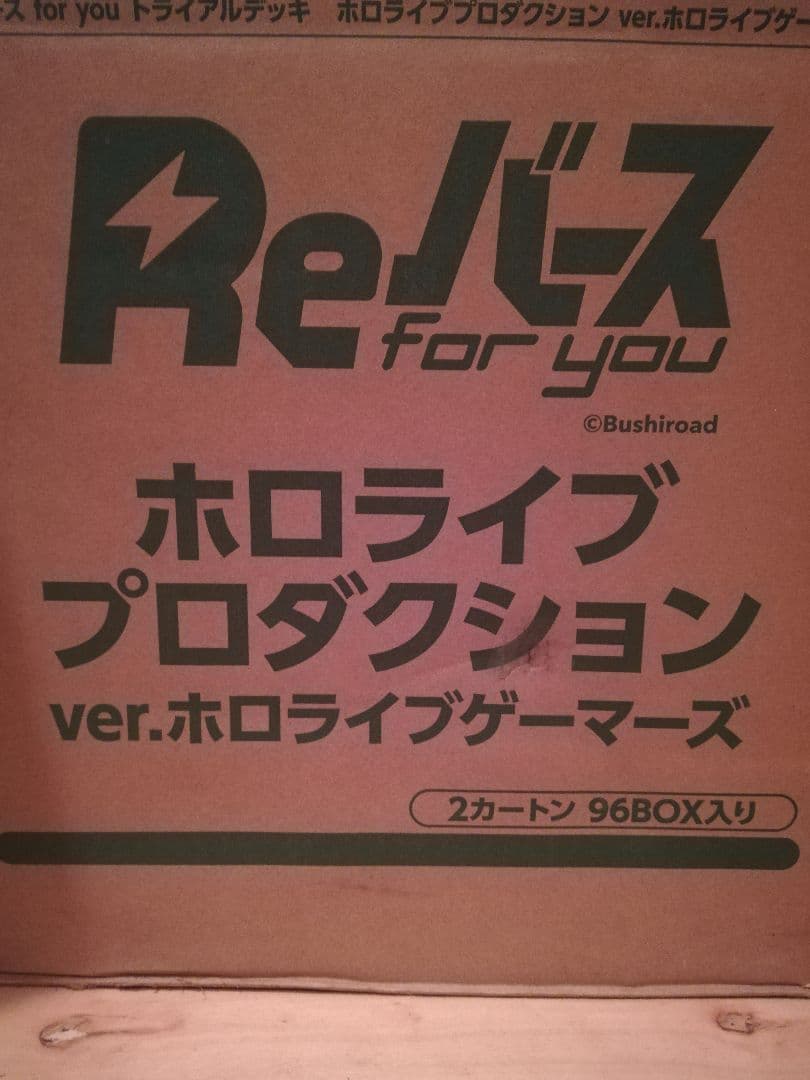 ース for you トライアルデッキ　ホロライブプロダクション ver.ホロライブゲー
Reバース
for you
©Bushiroad
ホロライブ
プロダクション
ver.ホロライブゲーマーズ
2カートン 96BOX入り